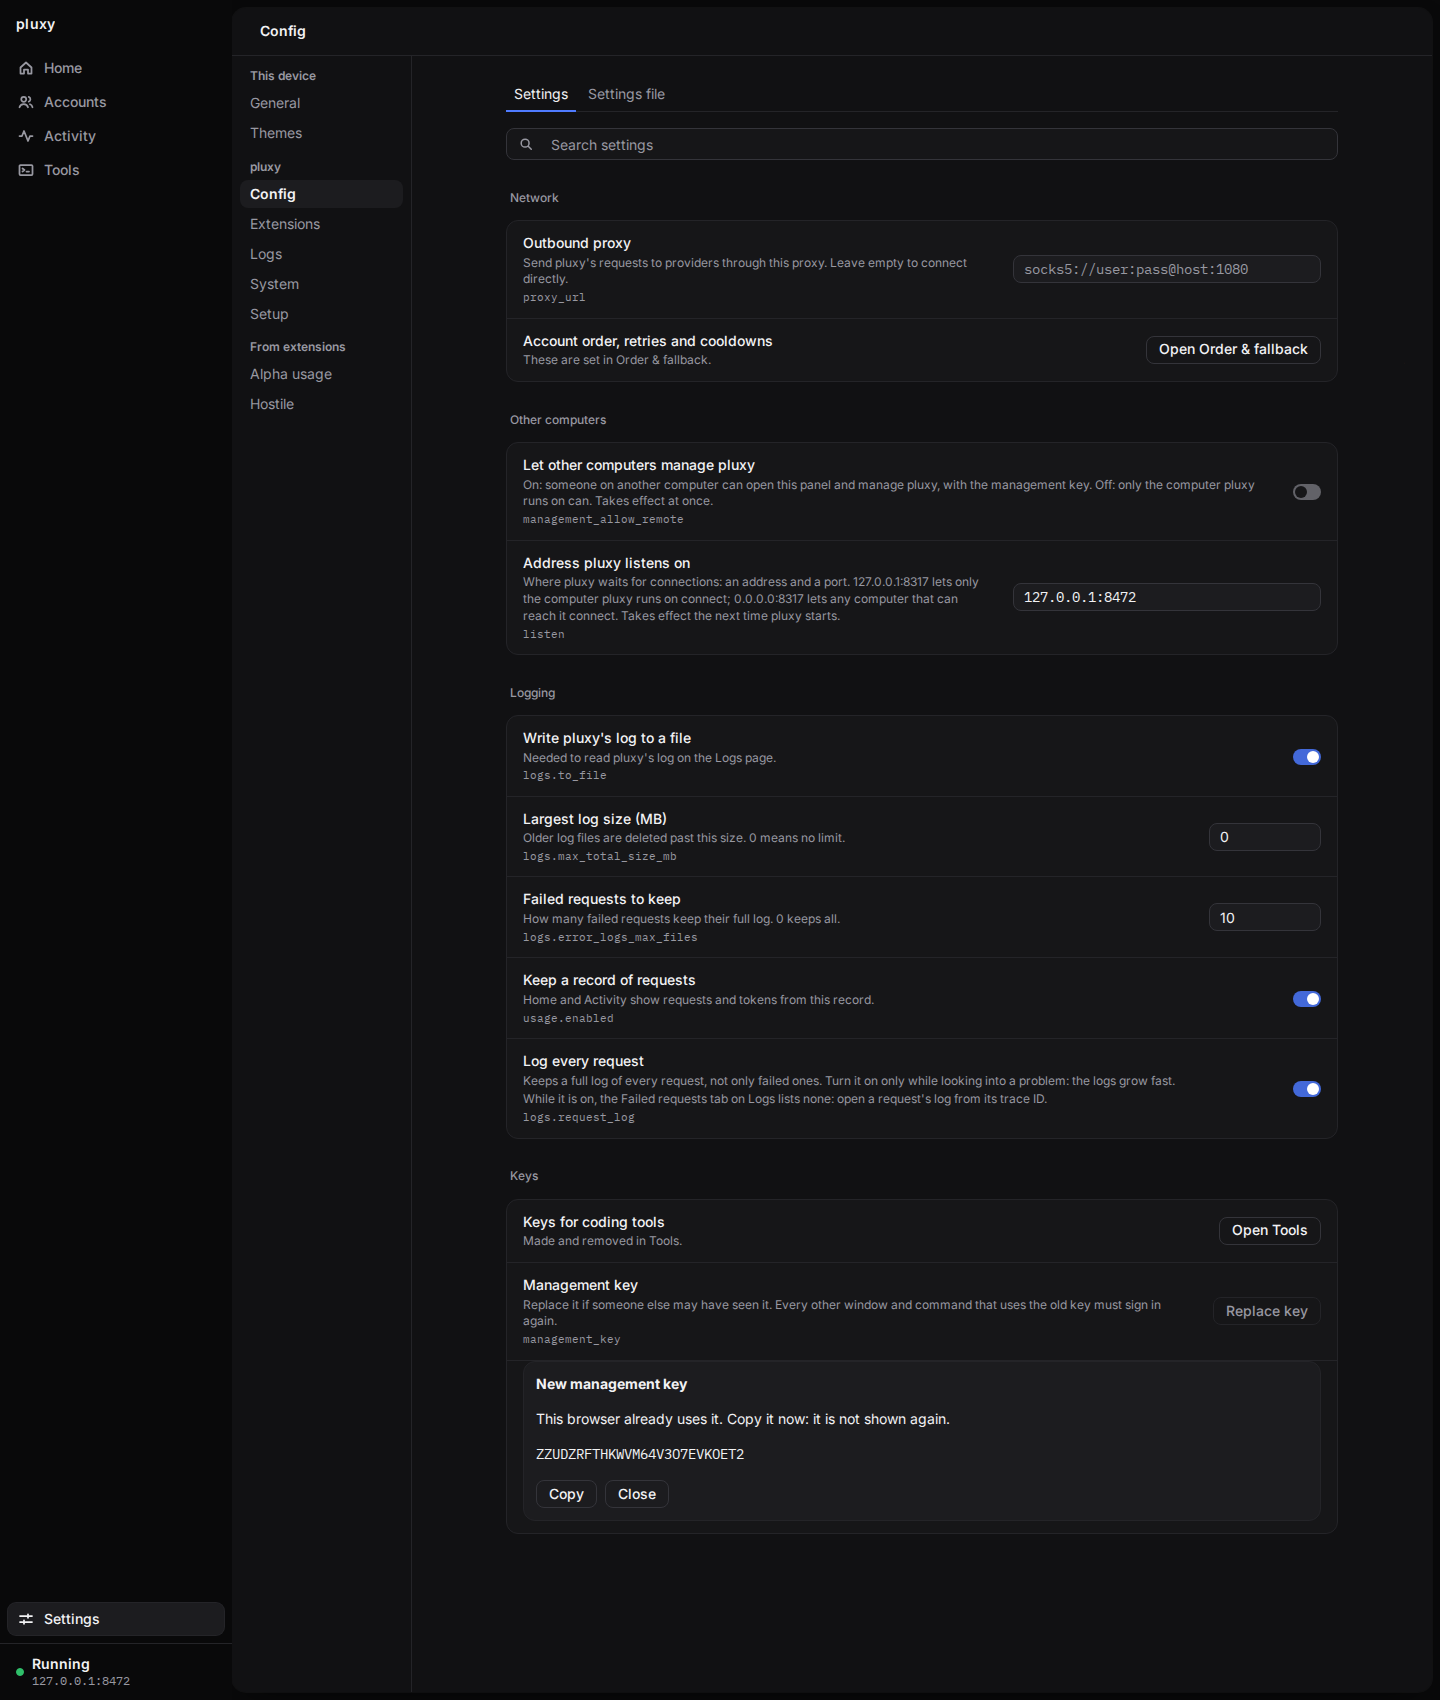 pluxy
Home
Accounts
Activity
Tools
Settings
Running
127.0.0.1:8472
Config
This device
General
Themes
pluxy
Config
Extensions
Logs
System
Setup
From extensions
Alpha usage
Hostile
Settings
Settings file
Search settings
Network
Outbound proxy
Send pluxy's requests to providers through this proxy. Leave empty to connect
directly.
proxy_url
socks5://user:pass@host:1080
Account order, retries and cooldowns
These are set in Order & fallback.
Open Order & fallback
Other computers
Let other computers manage pluxy
On: someone on another computer can open this panel and manage pluxy, with the management key. Off: only the computer pluxy
runs on can. Takes effect at once.
management_allow_remote
Address pluxy listens on
Where pluxy waits for connections: an address and a port. 127.0.0.1:8317 lets only
the computer pluxy runs on connect; 0.0.0.0:8317 lets any computer that can
reach it connect. Takes effect the next time pluxy starts.
listen
127.0.0.1:8472
Logging
Write pluxy's log to a file
Needed to read pluxy's log on the Logs page.
logs.to_file
Largest log size (MB)
Older log files are deleted past this size. 0 means no limit.
logs.max_total_size_mb
0
Failed requests to keep
How many failed requests keep their full log. 0 keeps all.
logs.error_logs_max_files
10
Keep a record of requests
Home and Activity show requests and tokens from this record.
usage.enabled
Log every request
Keeps a full log of every request, not only failed ones. Turn it on only while looking into a problem: the logs grow fast.
While it is on, the Failed requests tab on Logs lists none: open a request's log from its trace ID.
logs.request_log
Keys
Keys for coding tools
Made and removed in Tools.
Open Tools
Management key
Replace it if someone else may have seen it. Every other window and command that uses the old key must sign in
again.
management_key
Replace key
New management key
This browser already uses it. Copy it now: it is not shown again.
ZZUDZRFTHKWVM64V3O7EVKOET2
Copy
Close